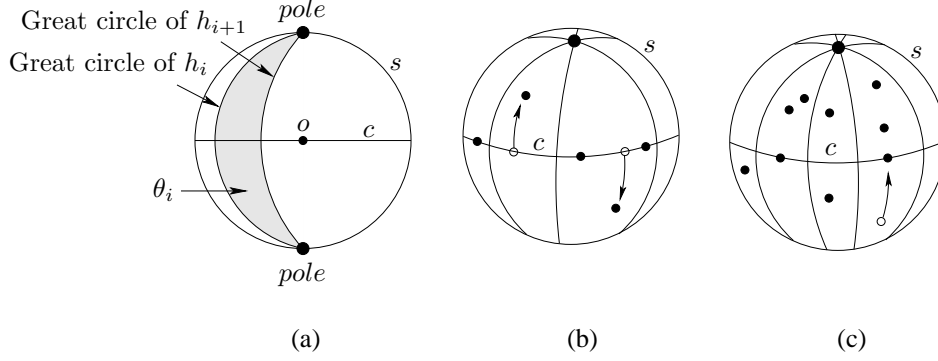 pole
Great circle of h_{i+1}
Great circle of h_i
s
o
c
θ_i
pole
(a)
s
c
(b)
s
c
(c)